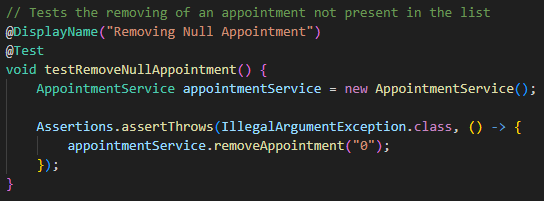 // Tests the removing of an appointment not present in the list
@DisplayName("Removing Null Appointment")
@Test
void testRemoveNullAppointment() {
    AppointmentService appointmentService = new AppointmentService();

    Assertions.assertThrows(IllegalArgumentException.class, () -> {
        appointmentService.removeAppointment("0");
    });
}